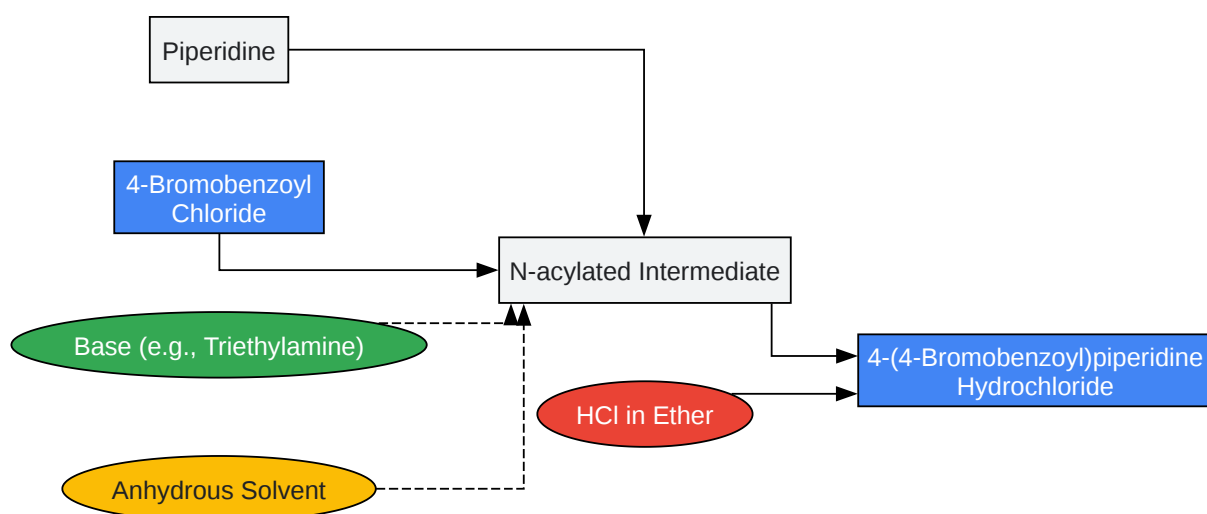 Piperidine
4-Bromobenzoyl
Chloride
N-acylated Intermediate
Base (e.g., Triethylamine)
4-(4-Bromobenzoyl)piperidine
Hydrochloride
HCl in Ether
Anhydrous Solvent